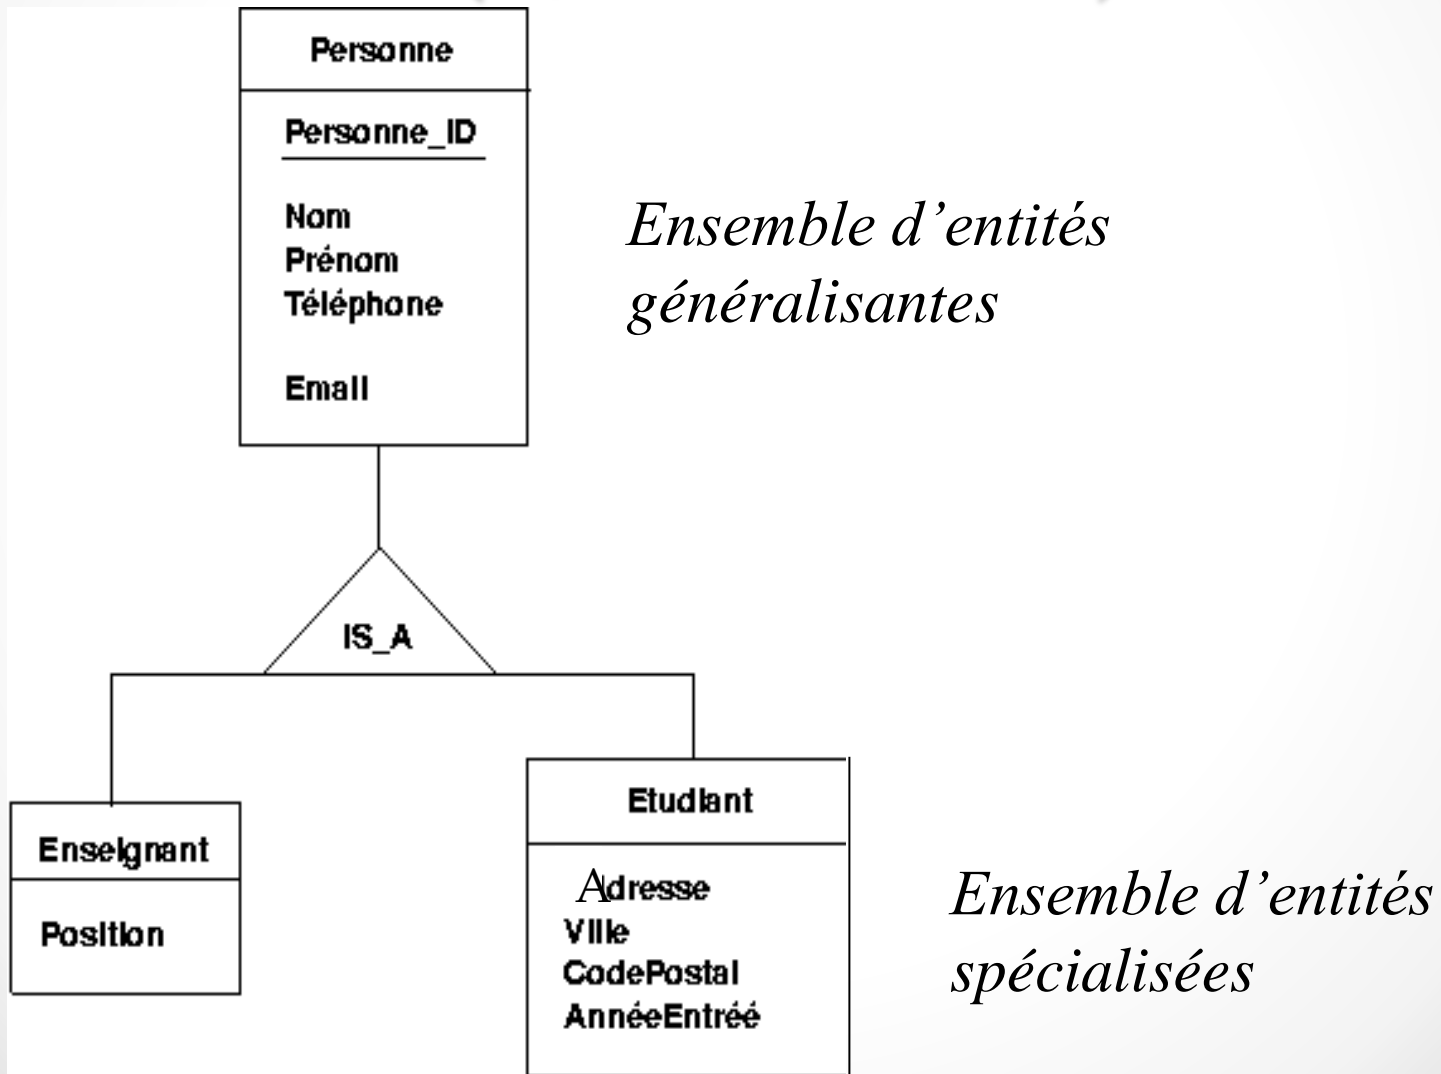 Personne
Personne_ID
Nom
Prénom
Téléphone
Email
Ensemble d’entités
généralisantes
IS_A
Enseignant
Position
Etudiant
Adresse
Ville
CodePostal
AnnéeEntréé
Ensemble d’entités
spécialisées